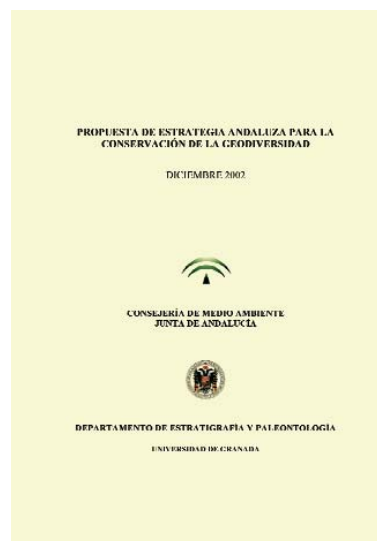 PROPUESTA DE ESTRATEGIA ANDALUZA PARA LA
CONSERVACIÓN DE LA GEODIVERSIDAD
DICIEMBRE 2002
CONSEJERÍA DE MEDIO AMBIENTE
JUNTA DE ANDALUCÍA
DEPARTAMENTO DE ESTRATIGRAFÍA Y PALEONTOLOGÍA
UNIVERSIDAD DE GRANADA